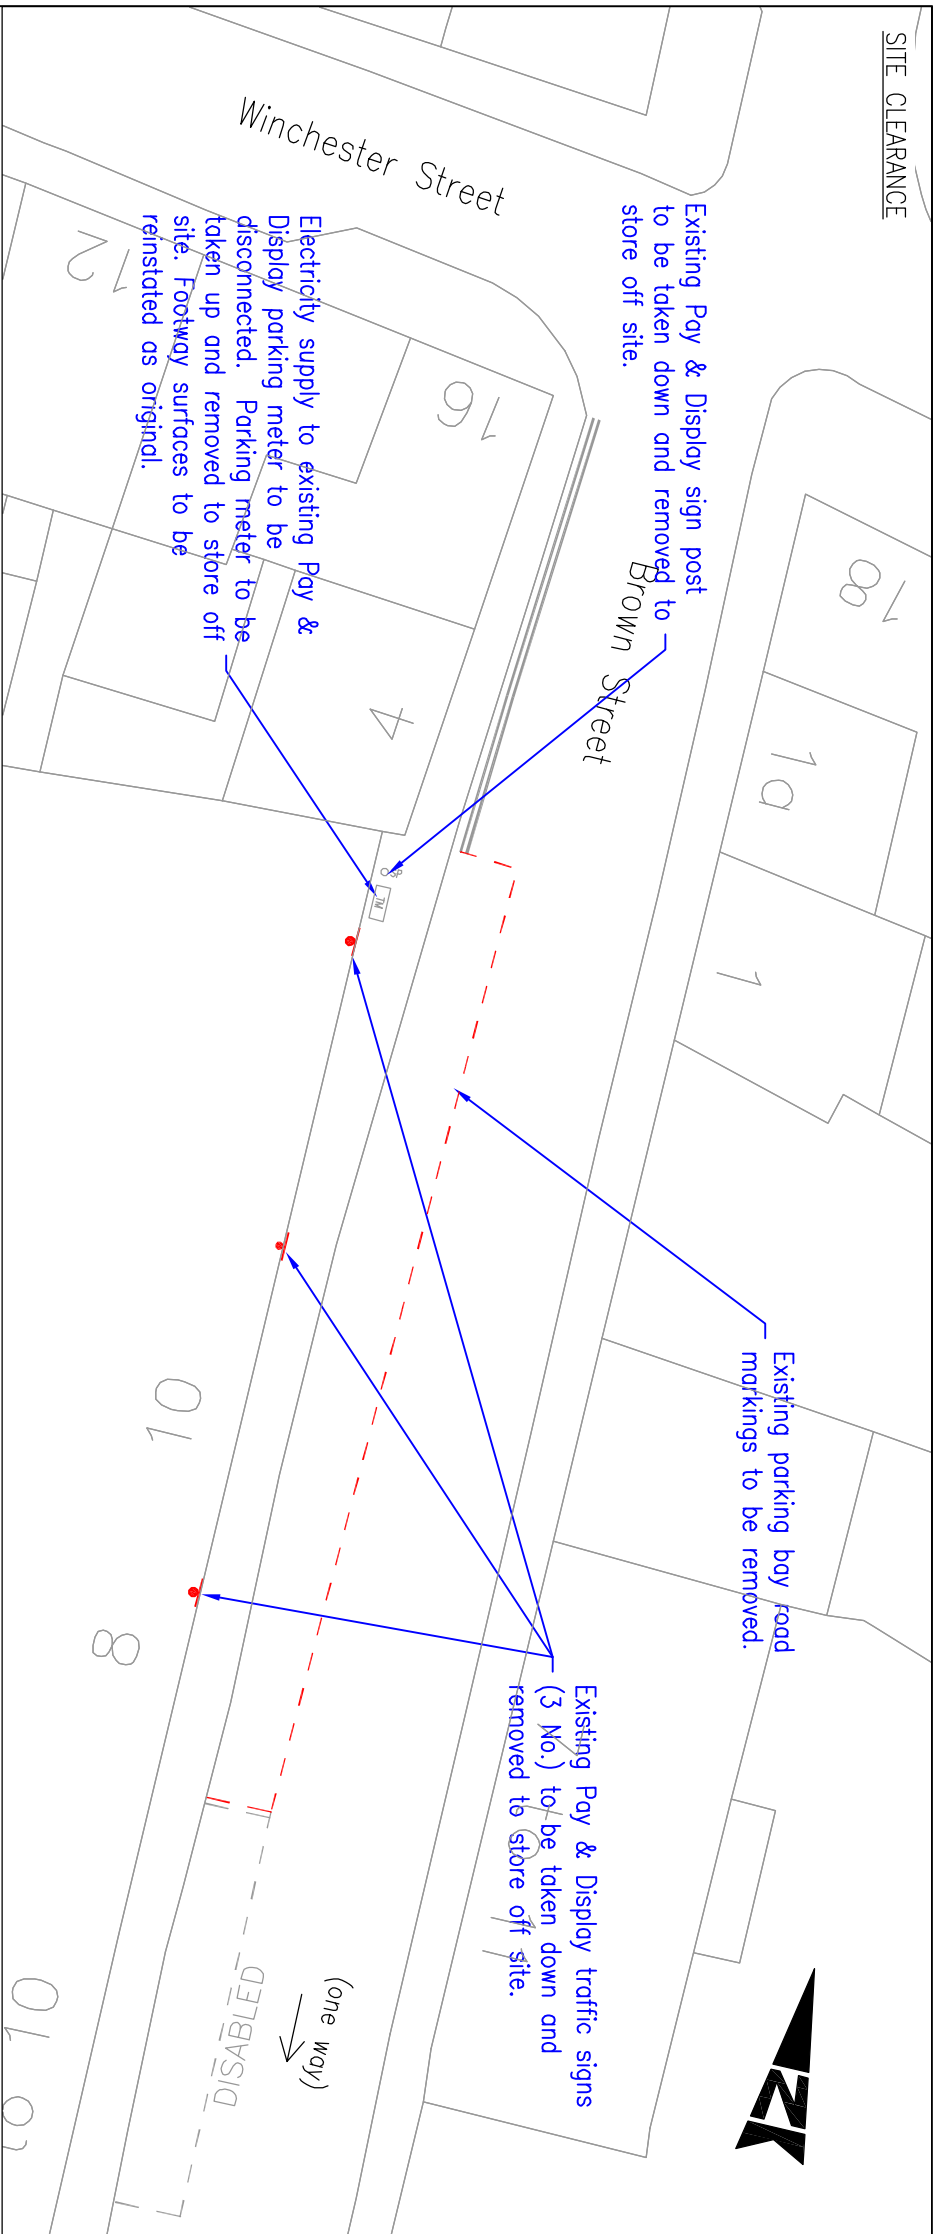 SITE CLEARANCE
Winchester Street
Existing Pay & Display sign post
to be taken down and removed to
store off site.
Brown Street
Electricity supply to existing Pay &
Display parking meter to be
disconnected. Parking meter to be
taken up and removed to store off
site. Footway surfaces to be
reinstated as original.
12
16
18
1a
1
4
TM
Existing parking bay road
markings to be removed.
Existing Pay & Display traffic signs
(3 No.) to be taken down and
removed to store off site.
10
8
(one way)
DISABLED
10
N